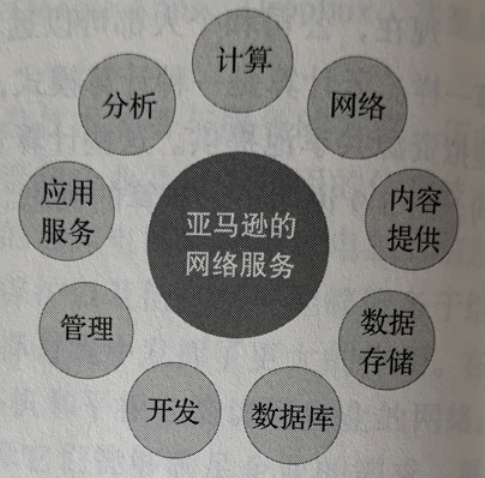 计算
分析
网络
应用
服务
亚马逊的
网络服务
内容
提供
管理
数据
存储
开发
数据库